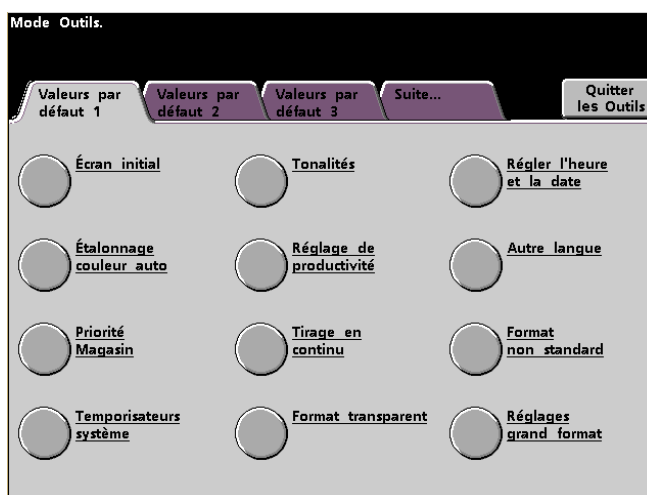 Mode Outils.
Valeurs par
défaut 1
Valeurs par
défaut 2
Valeurs par
défaut 3
Suite...
Quitter
les Outils
Écran initial
Tonalités
Régler l'heure
et la date
Étalonnage
couleur auto
Réglage de
productivité
Autre langue
Priorité
Magasin
Tirage en
continu
Format
non standard
Temporisateurs
système
Format transparent
Réglages
grand format